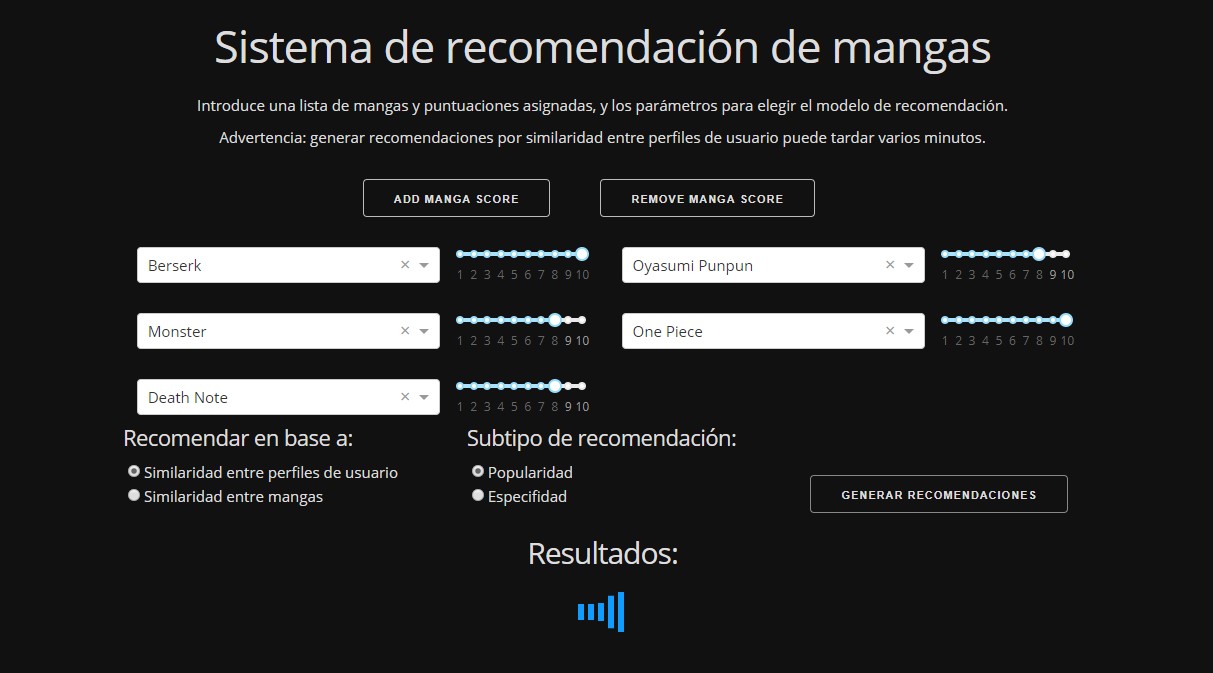 Sistema de recomendación de mangas
Introduce una lista de mangas y puntuaciones asignadas, y los parámetros para elegir el modelo de recomendación.
Advertencia: generar recomendaciones por similaridad entre perfiles de usuario puede tardar varios minutos.
ADD MANGA SCORE
REMOVE MANGA SCORE
Berserk
1 2 3 4 5 6 7 8 9 10
Oyasumi Punpun
1 2 3 4 5 6 7 8 9 10
Monster
1 2 3 4 5 6 7 8 9 10
One Piece
1 2 3 4 5 6 7 8 9 10
Death Note
1 2 3 4 5 6 7 8 9 10
Recomendar en base a:
Similaridad entre perfiles de usuario
Similaridad entre mangas
Subtipo de recomendación:
Popularidad
Especifidad
GENERAR RECOMENDACIONES
Resultados: